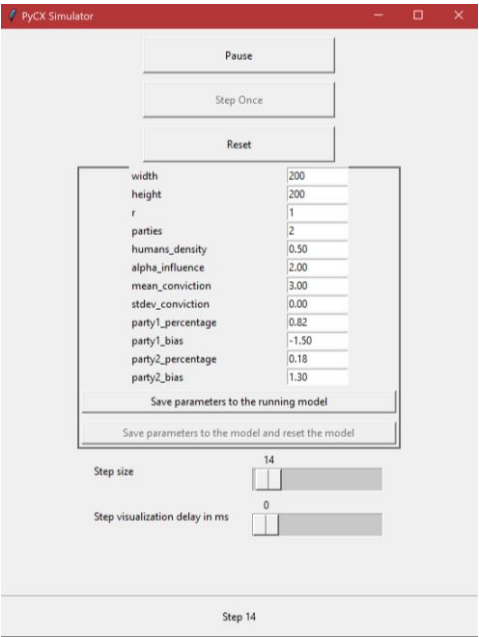 PyCX Simulator
Pause
Step Once
Reset
width 200
height 200
r 1
parties 2
humans_density 0.50
alpha_influence 2.00
mean_conviction 3.00
stdev_conviction 0.00
party1_percentage 0.82
party1_bias -1.50
party2_percentage 0.18
party2_bias 1.30
Save parameters to the running model
Save parameters to the model and reset the model
14
Step size
0
Step visualization delay in ms
Step 14